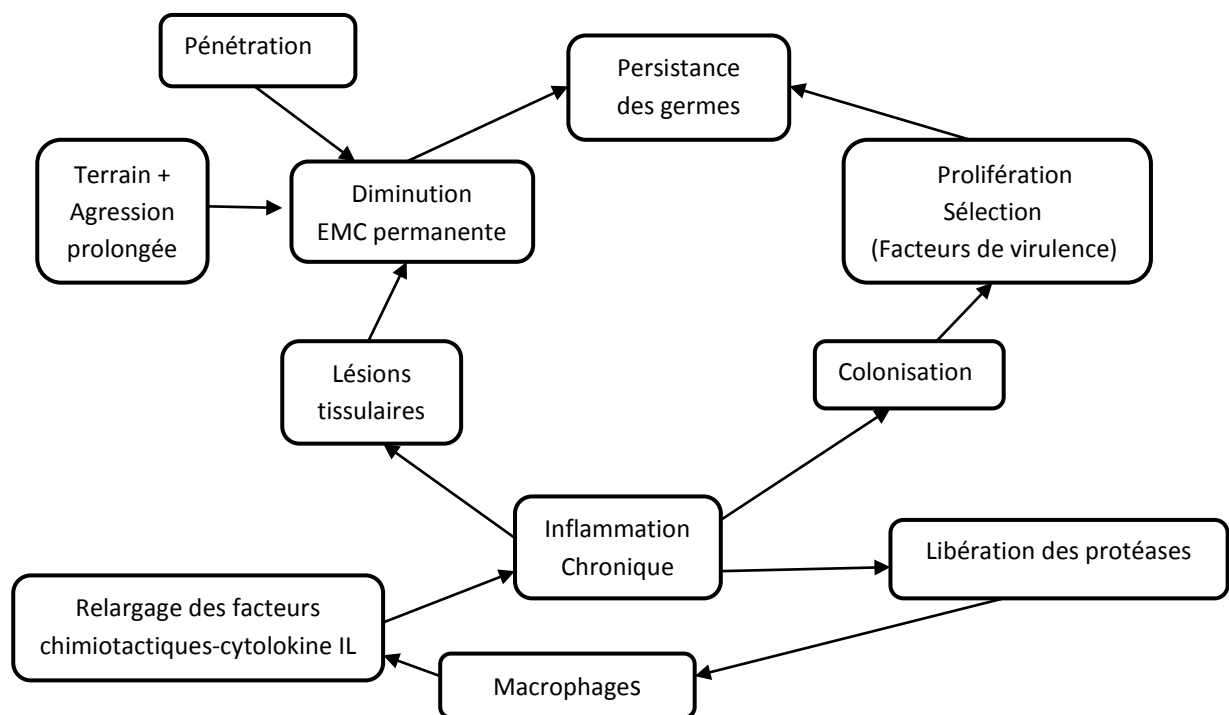 Pénétration
Persistance
des germes
Terrain +
Agression
prolongée
Diminution
EMC permanente
Prolifération
Sélection
(Facteurs de virulence)
Lésions
tissulaires
Colonisation
Inflammation
Chronique
Libération des protéases
Relargage des facteurs
chimiotactiques-cytolokine IL
Macrophages